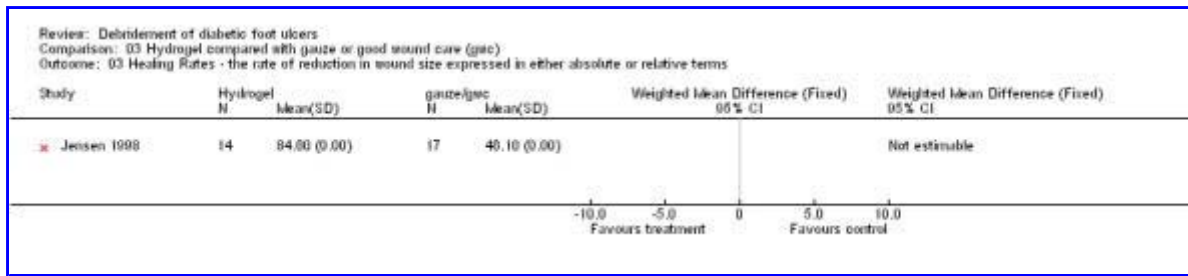 Review: Debridement of diabetic foot ulcers
Comparison: 03 Hydrogel compared with gauze or good wound care (gwc)
Outcome: 03 Healing Rates - the rate of reduction in wound size expressed in either absolute or relative terms
Study Hydrogel gauze/gwc Weighted Mean Difference (Fixed) Weighted Mean Difference (Fixed)
N Mean(SD) N Mean(SD) 95% CI 95% CI
Jensen 1998 14 (0.00) 17 (0.00) Not estimable
-10.0 -5.0 0 5.0 10.0
Favours treatment Favours control